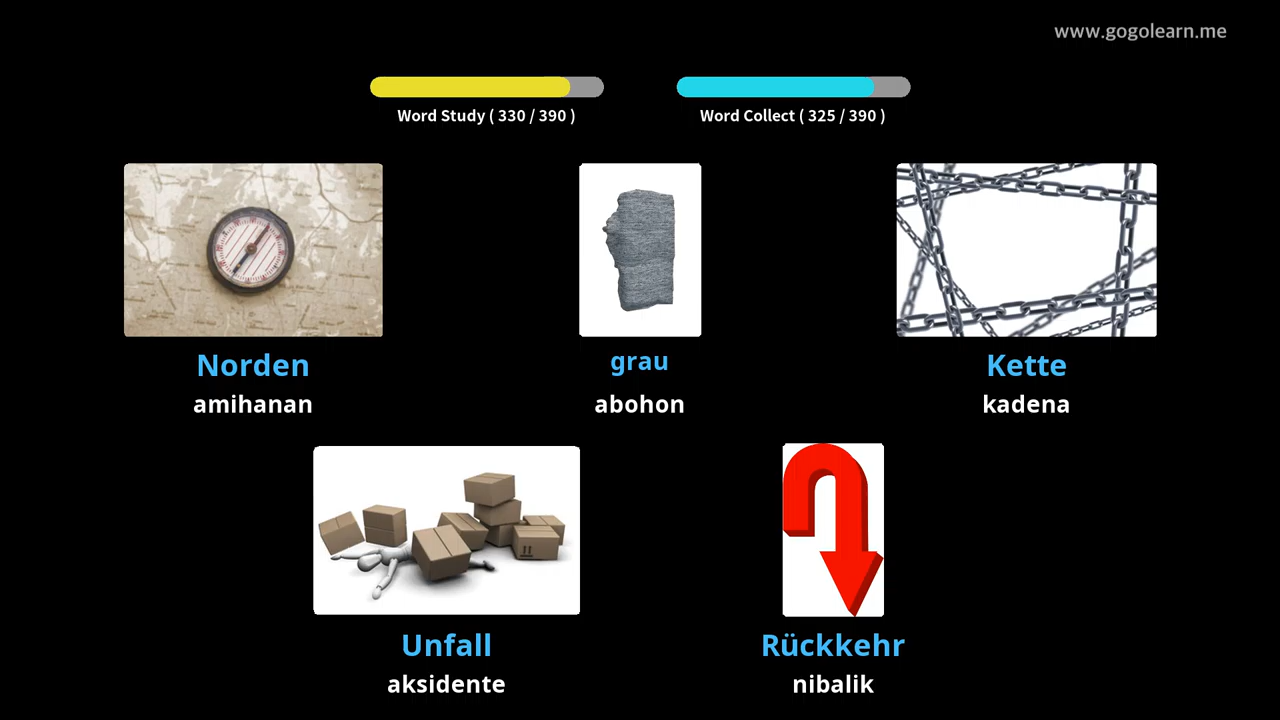 www.gogolearn.me
Word Study ( 330 / 390 )
Word Collect ( 325 / 390 )
Norden
amihanan
grau
abohon
Kette
kadena
Unfall
aksidente
Rückkehr
nibalik